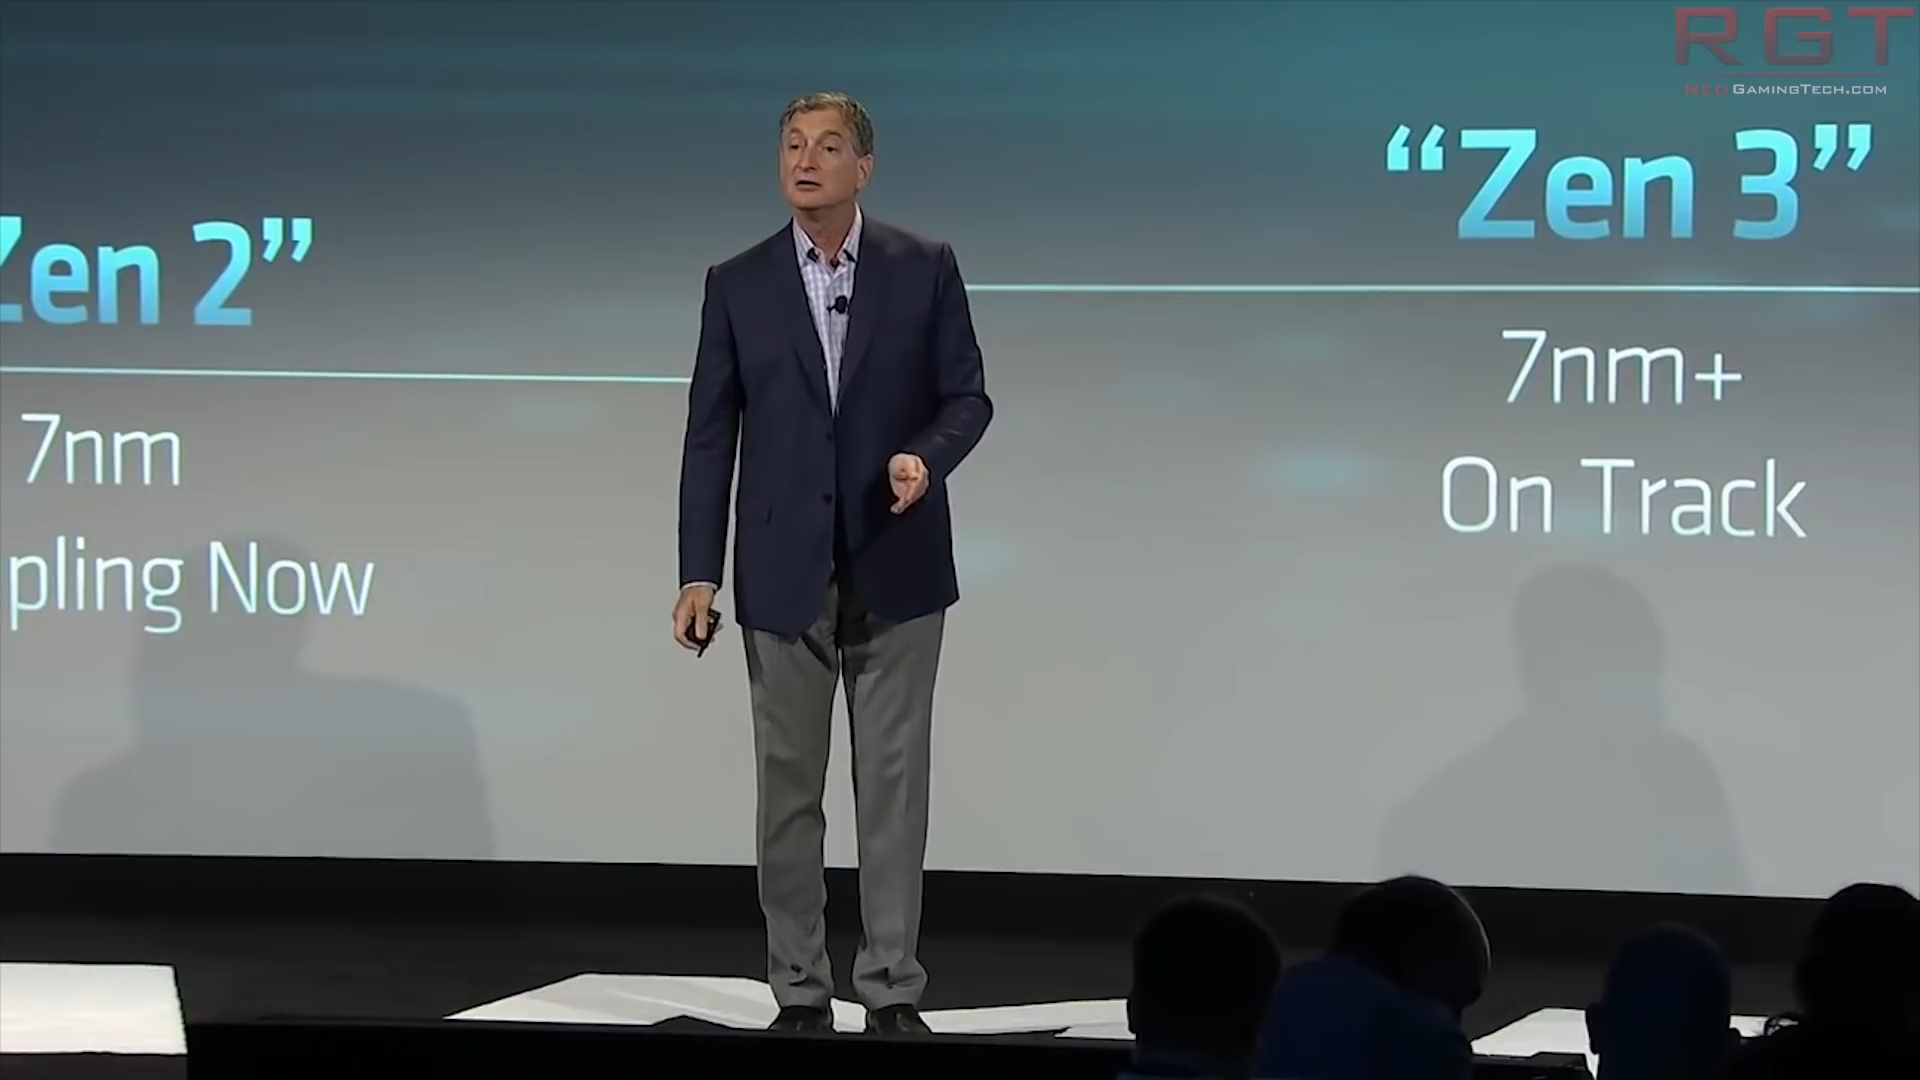 RGT
REDGAMINGTECH.COM
Zen 2”
7nm
pling Now
“Zen 3”
7nm+
On Track